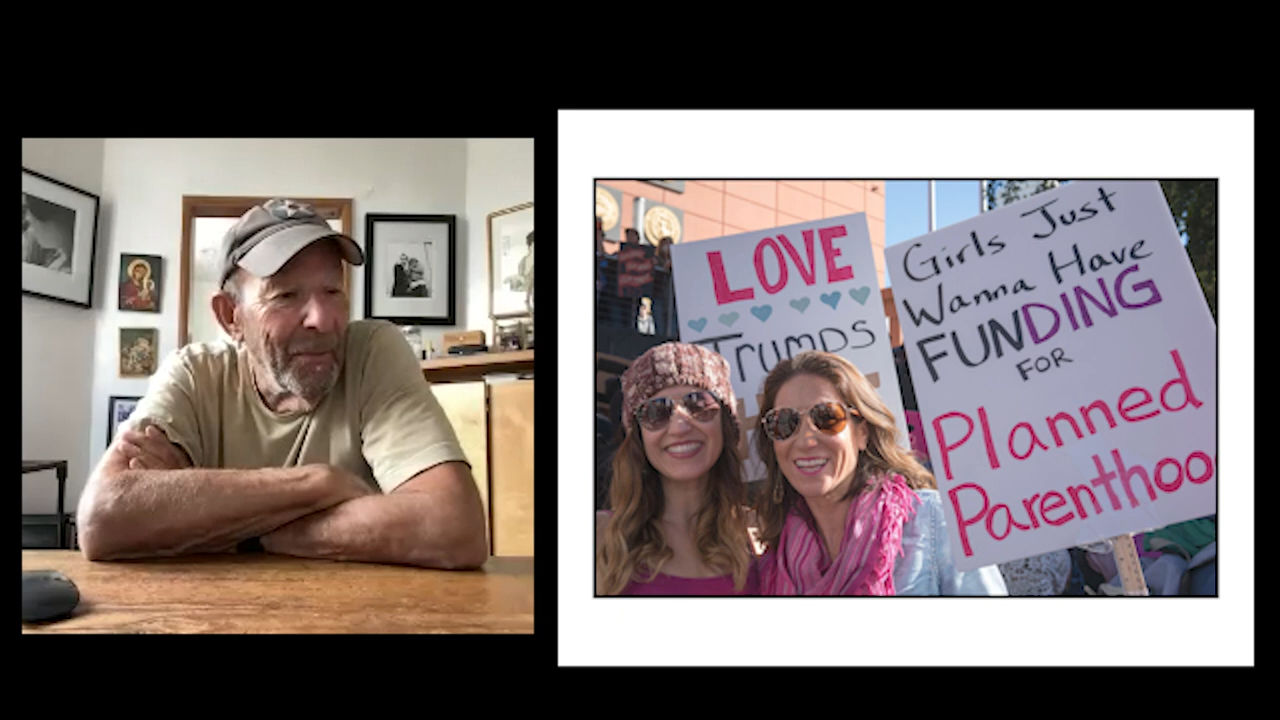 LOVE
TRUMPS
Girls Just
Wanna Have
FUNDING
FOR
Planned
Parenthoo